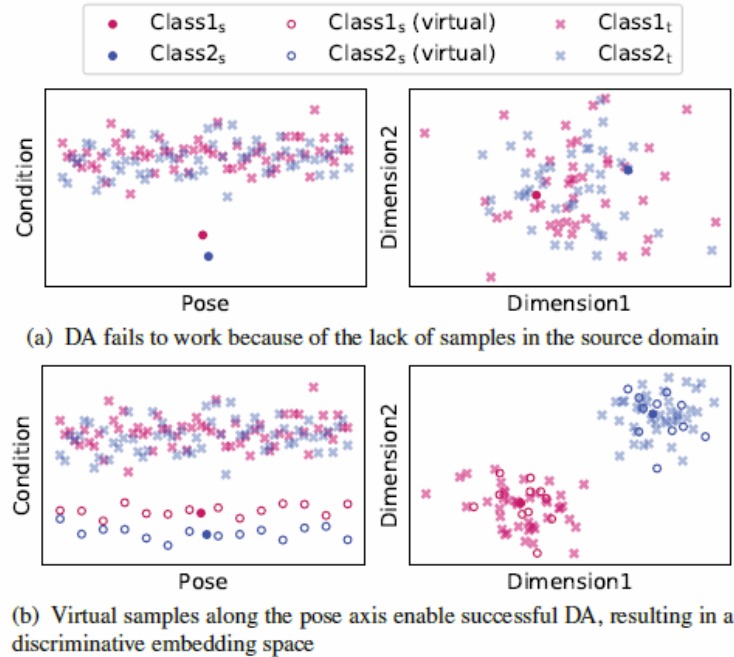 Class1s Class1s (virtual) Class1t
Class2s Class2s (virtual) Class2t
Condition
Pose
Dimension2
Dimension1
(a) DA fails to work because of the lack of samples in the source domain
Condition
Pose
Dimension2
Dimension1
(b) Virtual samples along the pose axis enable successful DA, resulting in a
discriminative embedding space